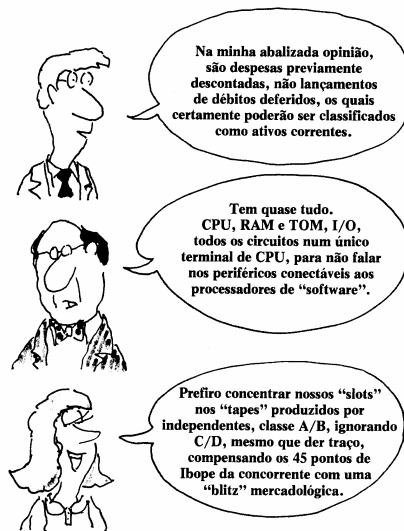 Na minha abalizada opinião,
são despesas previamente
descontadas, não lançamentos
de débitos deferidos, os quais
certamente poderão ser classificados
como ativos correntes.
Tem quase tudo.
CPU, RAM e TOM, I/O,
todos os circuitos num único
terminal de CPU, para não falar
nos periféricos conectáveis aos
processadores de “software”.
Prefiro concentrar nossos “slots”
nos “tapes” produzidos por
independentes, classe A/B, ignorando
C/D, mesmo que der traço,
compensando os 45 pontos de
Ibope da concorrente com uma
“blitz” mercadológica.